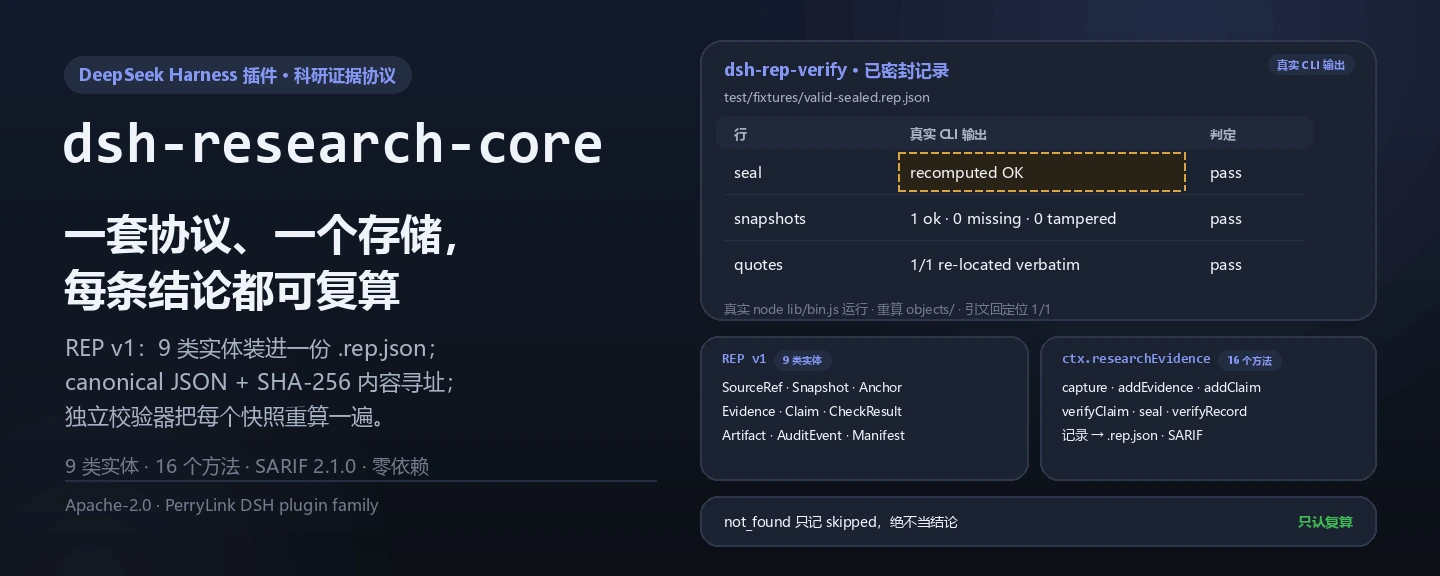 DeepSeek Harness 插件 • 科研证据协议
dsh-research-core
一套协议、一个存储，
每条结论都可复算
REP v1：9 类实体装进一份 .rep.json；
canonical JSON + SHA-256 内容寻址；
独立校验器把每个快照重算一遍。
9 类实体 · 16 个方法 · SARIF 2.1.0 · 零依赖
Apache-2.0 · PerryLink DSH plugin family
dsh-rep-verify • 已密封记录
真实 CLI 输出
test/fixtures/valid-sealed.rep.json
行 真实 CLI 输出 判定
seal recomputed OK pass
snapshots 1 ok · 0 missing · 0 tampered pass
quotes 1/1 re-located verbatim pass
真实 node lib/bin.js 运行 · 重算 objects/ · 引文回定位 1/1
REP v1 9 类实体
SourceRef · Snapshot · Anchor
Evidence · Claim · CheckResult
Artifact · AuditEvent · Manifest
ctx.researchEvidence 16 个方法
capture · addEvidence · addClaim
verifyClaim · seal · verifyRecord
记录 → .rep.json · SARIF
not_found 只记 skipped，绝不当结论
只认复算